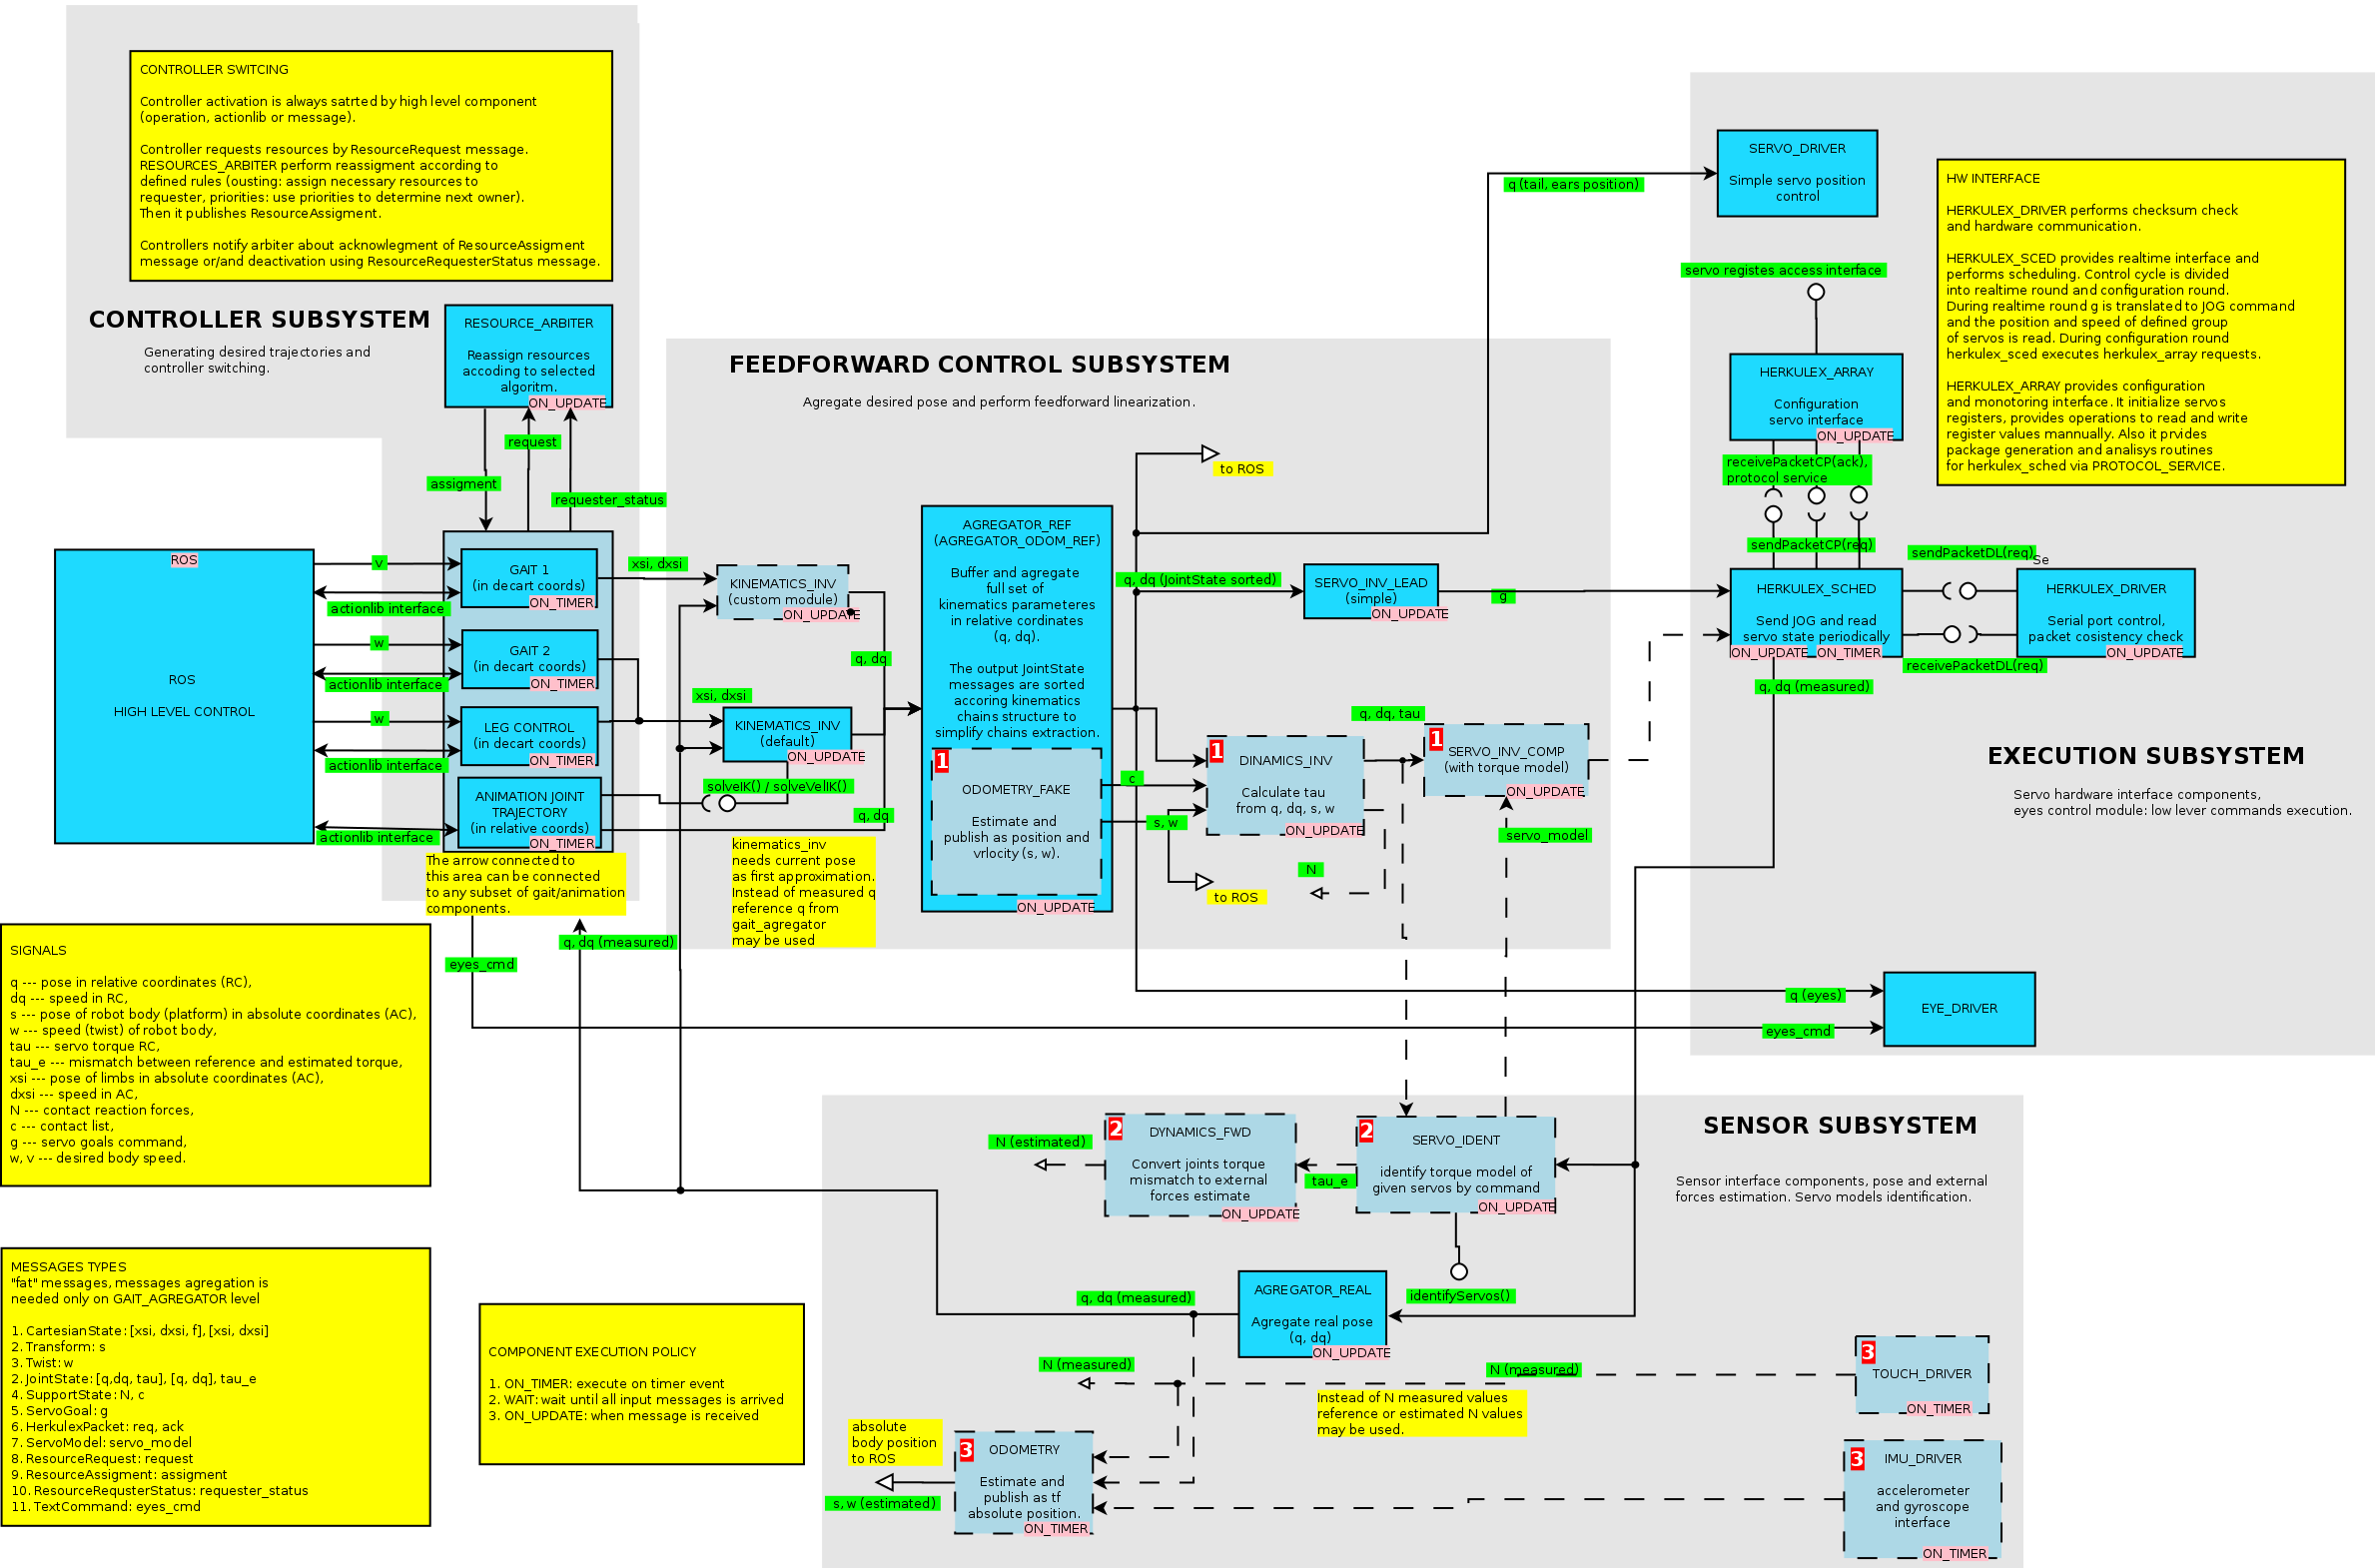 CONTROLLER SWITCING
Controller activation is always satrted by high level component
(operation, actionlib or message).
Controller requests resources by ResourceRequest message.
RESOURCES_ARBITER perform reassigment according to
defined rules (ousting: assign necessary resources to
requester, priorities: use priorities to determine next owner).
Then it publishes ResourceAssigment.
Controllers notify arbiter about acknowlegment of ResourceAssigment
message or/and deactivation using ResourceRequesterStatus message.
CONTROLLER SUBSYSTEM
Generating desired trajectories and
controller switching.
RESOURCE_ARBITER
Reassign resources
accoding to selected
algoritm.
ON_UPDATE
request
assigment
requester_status
ROS
ROS
HIGH LEVEL CONTROL
v
actionlib interface
w
actionlib interface
w
actionlib interface
actionlib interface
GAIT 1
(in decart coords)
ON_TIMER
GAIT 2
(in decart coords)
ON_TIMER
LEG CONTROL
(in decart coords)
ON_TIMER
ANIMATION JOINT
TRAJECTORY
(in relative coords)
ON_TIMER
The arrow connected to
this area can be connected
to any subset of gait/animation
components.
FEEDFORWARD CONTROL SUBSYSTEM
Agregate desired pose and perform feedforward linearization.
xsi, dxsi
KINEMATICS_INV
(custom module)
ON_UPDATE
q, dq
xsi, dxsi
KINEMATICS_INV
(default)
ON_UPDATE
solveIK() / solveVelIK()
q, dq
kinematics_inv
needs current pose
as first approximation.
Instead of measured q
reference q from
gait_agregator
may be used
AGREGATOR_REF
(AGREGATOR_ODOM_REF)
Buffer and agregate
full set of
kinematics parameteres
in relative cordinates
(q, dq).
The output JointState
messages are sorted
accoring kinematics
chains structure to
simplify chains extraction.
1
ODOMETRY_FAKE
Estimate and
publish as position and
vrlocity (s, w).
ON_UPDATE
to ROS
q, dq (JointState sorted)
SERVO_INV_LEAD
(simple)
ON_UPDATE
g
q (tail, ears position)
c
s, w
to ROS
1
DINAMICS_INV
Calculate tau
from q, dq, s, w
ON_UPDATE
N
q, dq, tau
1
SERVO_INV_COMP
(with torque model)
ON_UPDATE
servo_model
SERVO_DRIVER
Simple servo position
control
servo registes access interface
HERKULEX_ARRAY
Configuration
servo interface
ON_UPDATE
receivePacketCP(ack),
protocol service
sendPacketCP(req)
HERKULEX_SCHED
Send JOG and read
servo state periodically
ON_UPDATE
ON_TIMER
sendPacketDL(req)
Se
receivePacketDL(req)
HERKULEX_DRIVER
Serial port control,
packet cosistency check
ON_UPDATE
q, dq (measured)
HW INTERFACE
HERKULEX_DRIVER performs checksum check
and hardware communication.
HERKULEX_SCED provides realtime interface and
performs scheduling. Control cycle is divided
into realtime round and configuration round.
During realtime round g is translated to JOG command
and the position and speed of defined group
of servos is read. During configuration round
herkulex_sced executes herkulex_array requests.
HERKULEX_ARRAY provides configuration
and monotoring interface. It initialize servos
registers, provides operations to read and write
register values mannually. Also it prvides
package generation and analisys routines
for herkulex_sched via PROTOCOL_SERVICE.
EXECUTION SUBSYSTEM
Servo hardware interface components,
eyes control module: low lever commands execution.
q (eyes)
eyes_cmd
EYE_DRIVER
q, dq (measured)
eyes_cmd
SIGNALS
q --- pose in relative coordinates (RC),
dq --- speed in RC,
s --- pose of robot body (platform) in absolute coordinates (AC),
w --- speed (twist) of robot body,
tau --- servo torque RC,
tau_e --- mismatch between reference and estimated torque,
xsi --- pose of limbs in absolute coordinates (AC),
dxsi --- speed in AC,
N --- contact reaction forces,
c --- contact list,
g --- servo goals command,
w, v --- desired body speed.
MESSAGES TYPES
"fat" messages, messages agregation is
needed only on GAIT_AGREGATOR level
1. CartesianState: [xsi, dxsi, f], [xsi, dxsi]
2. Transform: s
3. Twist: w
2. JointState: [q,dq, tau], [q, dq], tau_e
4. SupportState: N, c
5. ServoGoal: g
6. HerkulexPacket: req, ack
7. ServoModel: servo_model
8. ResourceRequest: request
9. ResourceAssigment: assigment
10. ResourceRequsterStatus: requester_status
11. TextCommand: eyes_cmd
COMPONENT EXECUTION POLICY
1. ON_TIMER: execute on timer event
2. WAIT: wait until all input messages is arrived
3. ON_UPDATE: when message is received
SENSOR SUBSYSTEM
Sensor interface components, pose and external
forces estimation. Servo models identification.
N (estimated)
2
DYNAMICS_FWD
Convert joints torque
mismatch to external
forces estimate
ON_UPDATE
tau_e
2
SERVO_IDENT
identify torque model of
given servos by command
ON_UPDATE
identifyServos()
q, dq (measured)
AGREGATOR_REAL
Agregate real pose
(q, dq)
ON_UPDATE
N (measured)
N (measured)
Instead of N measured values
reference or estimated N values
may be used.
3
TOUCH_DRIVER
ON_TIMER
absolute
body position
to ROS
s, w (estimated)
3
ODOMETRY
Estimate and
publish as tf
absolute position.
ON_TIMER
3
IMU_DRIVER
accelerometer
and gyroscope
interface
ON_TIMER